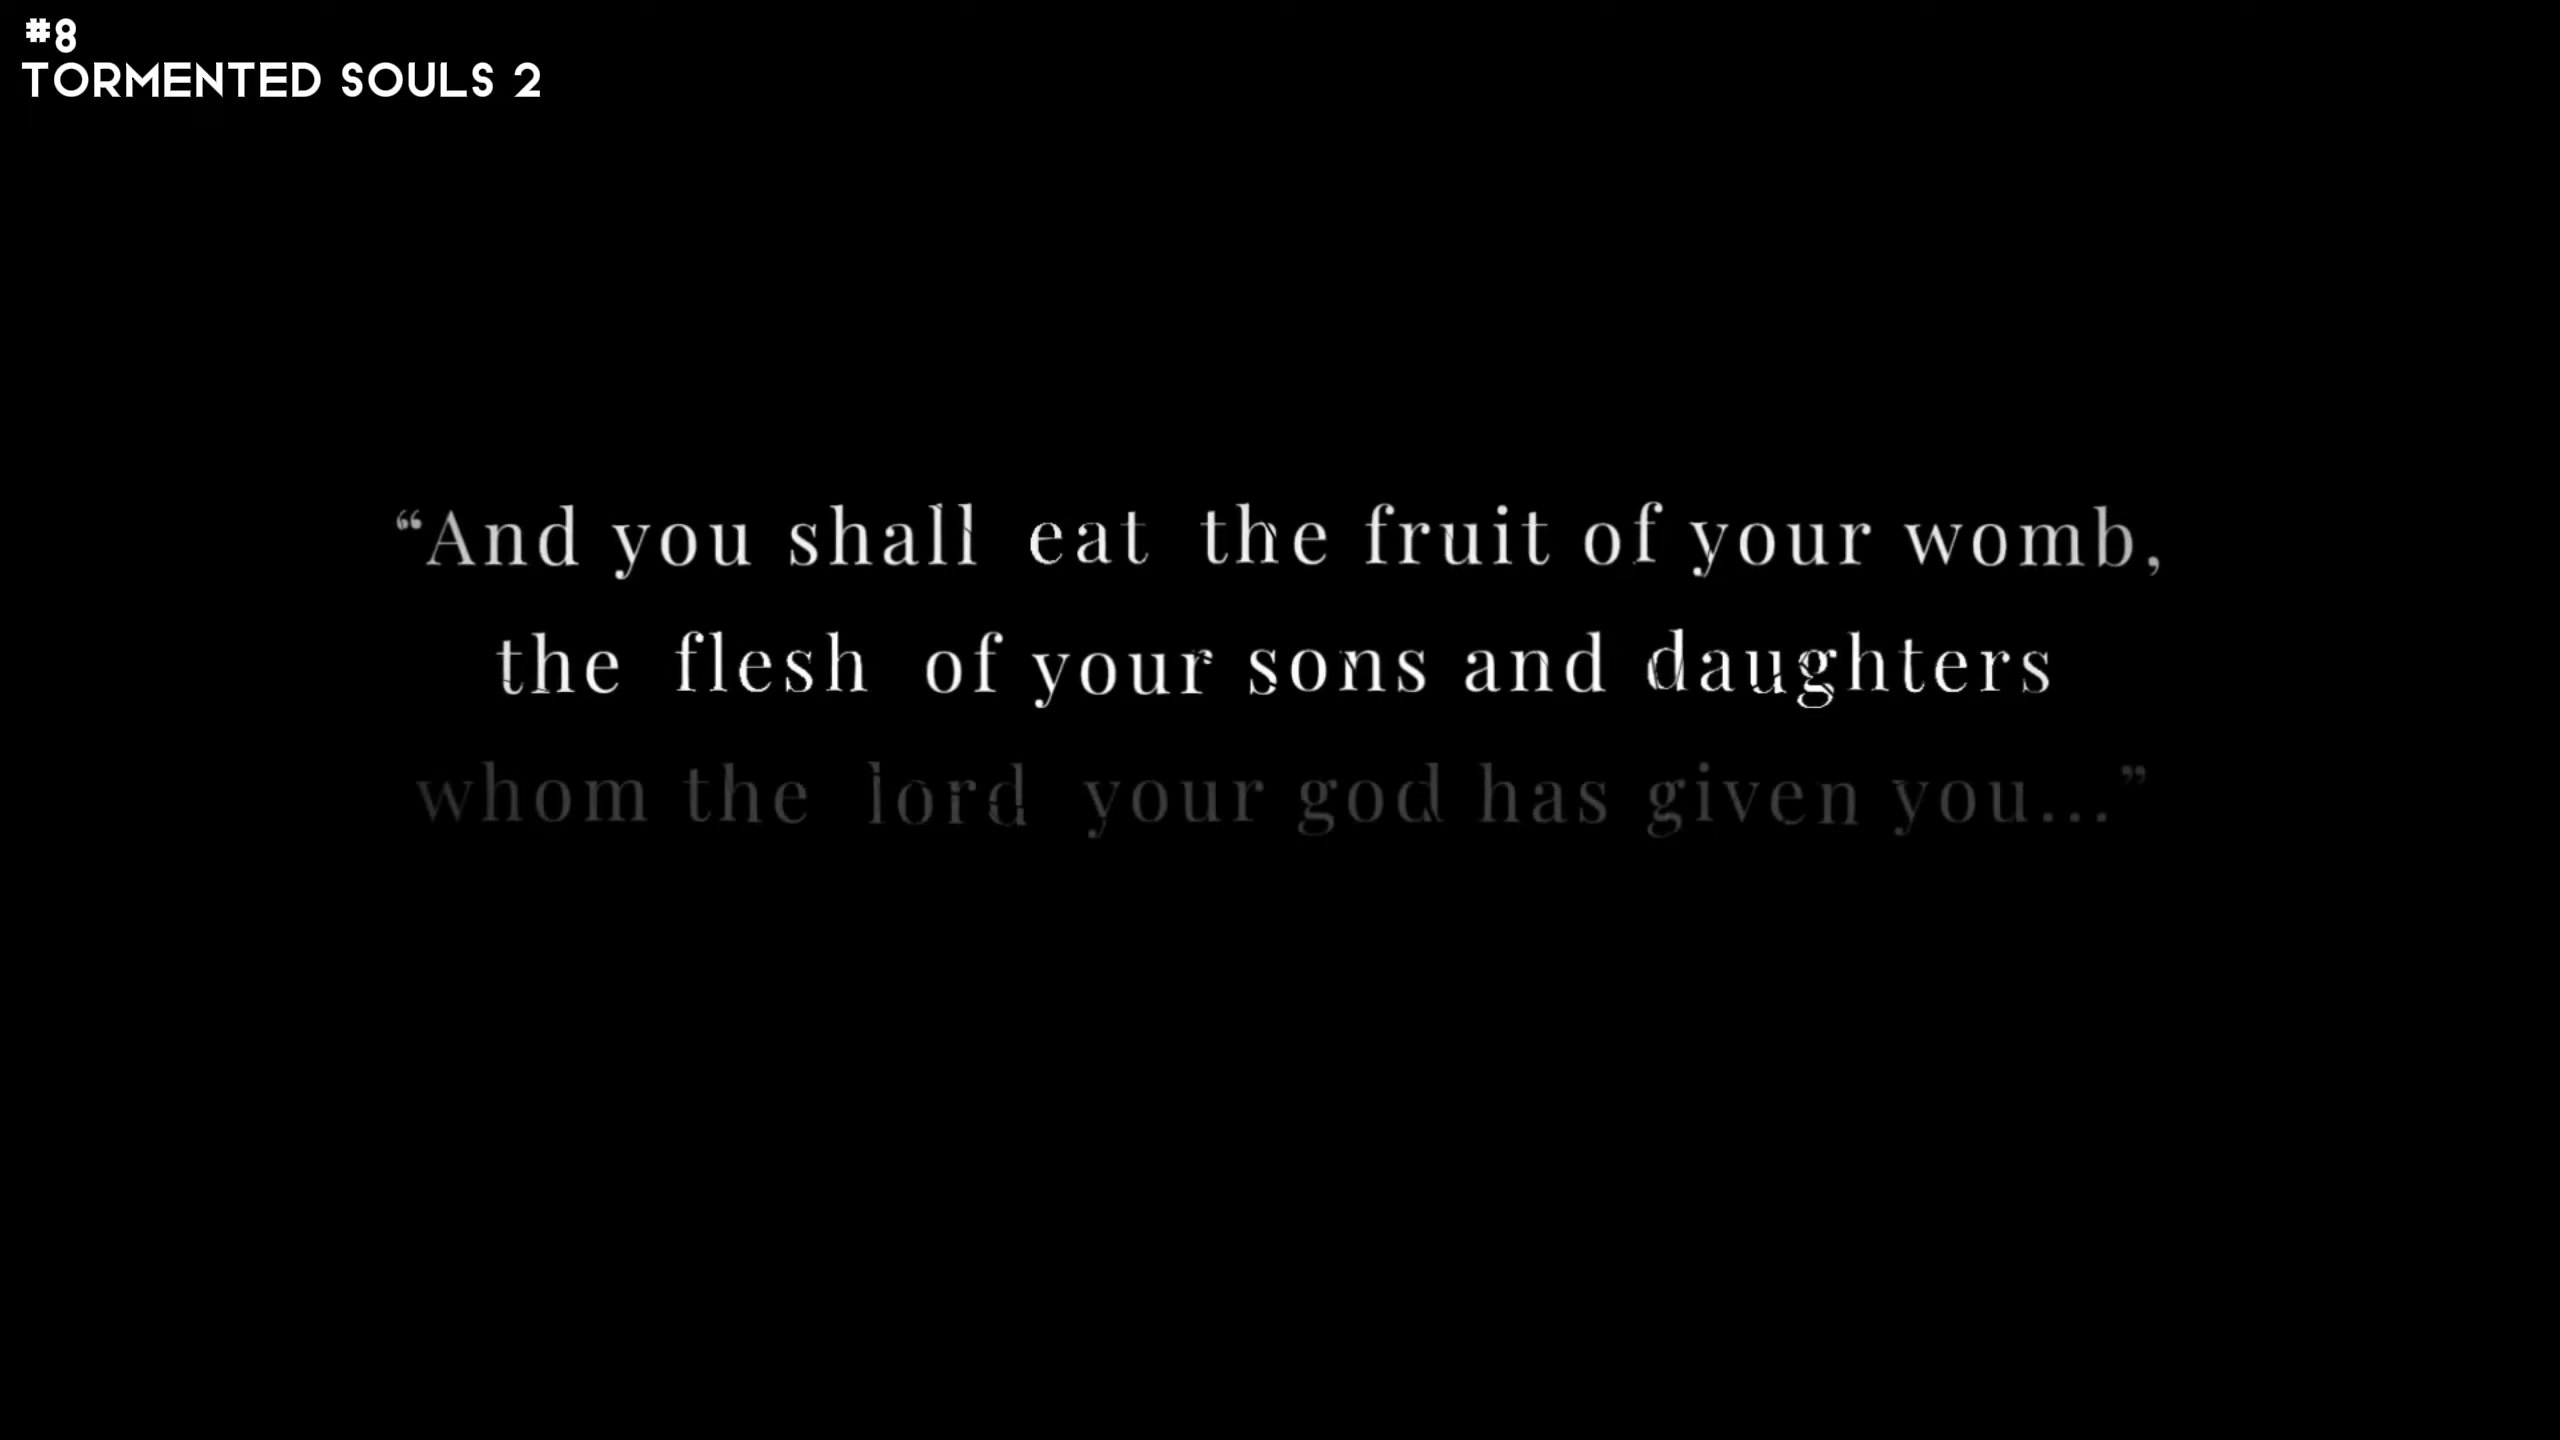 #8
TORMENTED SOULS 2
“And you shall eat the fruit of your womb,
the flesh of your sons and daughters
whom the lord your god has given you...”